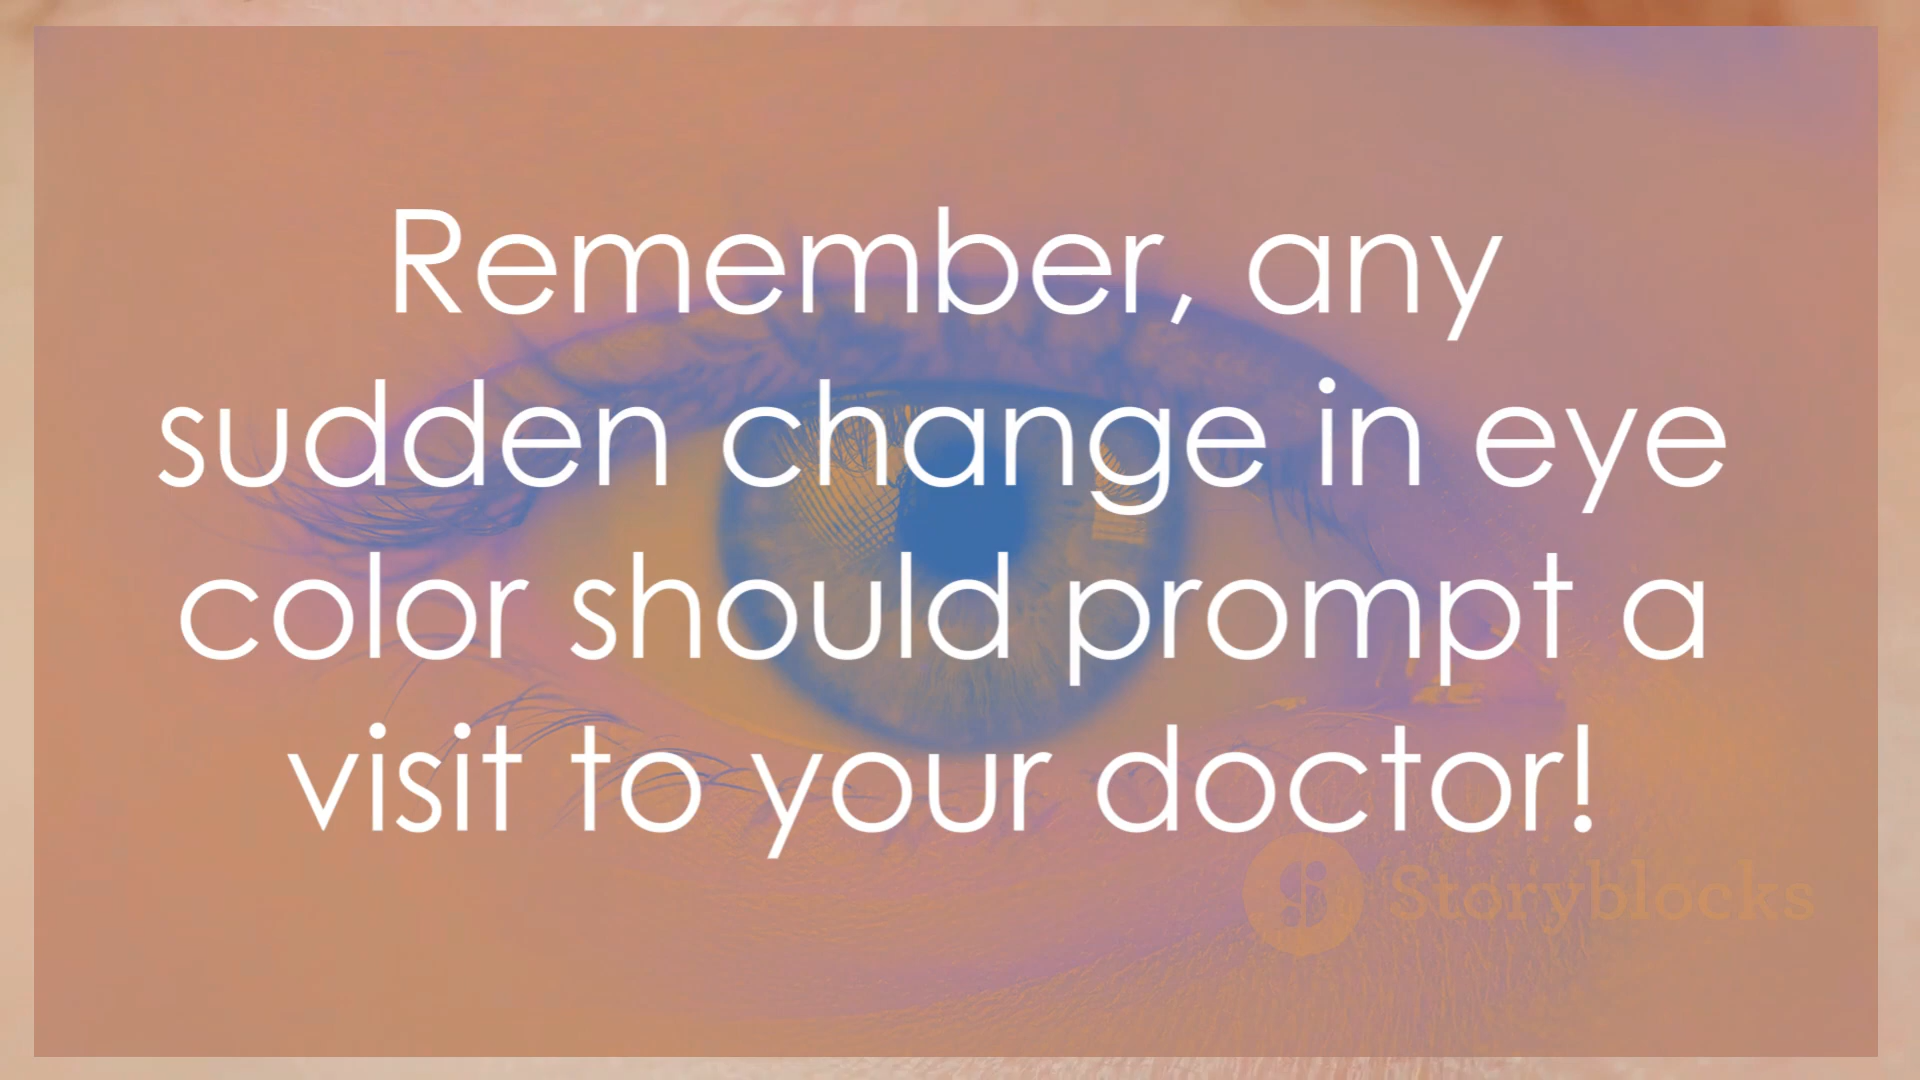 Remember, any
sudden change in eye
color should prompt a
visit to your doctor!
Storyblocks